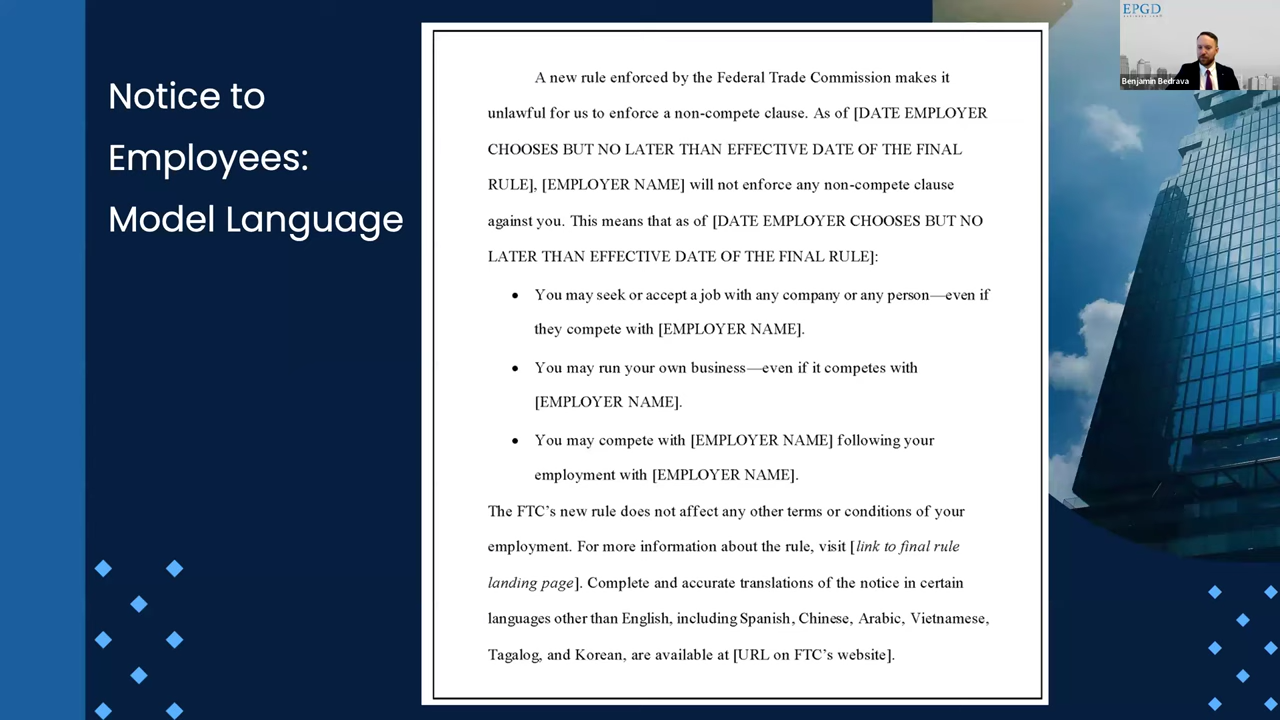 Notice to
Employees:
Model Language
A new rule enforced by the Federal Trade Commission makes it
unlawful for us to enforce a non-compete clause. As of [DATE EMPLOYER
CHOOSES BUT NO LATER THAN EFFECTIVE DATE OF THE FINAL
RULE], [EMPLOYER NAME] will not enforce any non-compete clause
against you. This means that as of [DATE EMPLOYER CHOOSES BUT NO
LATER THAN EFFECTIVE DATE OF THE FINAL RULE]:
• You may seek or accept a job with any company or any person—even if
they compete with [EMPLOYER NAME].
• You may run your own business—even if it competes with
[EMPLOYER NAME].
• You may compete with [EMPLOYER NAME] following your
employment with [EMPLOYER NAME].
The FTC’s new rule does not affect any other terms or conditions of your
employment. For more information about the rule, visit [link to final rule
landing page]. Complete and accurate translations of the notice in certain
languages other than English, including Spanish, Chinese, Arabic, Vietnamese,
Tagalog, and Korean, are available at [URL on FTC’s website].
EPGD
Benjamin Bedrava